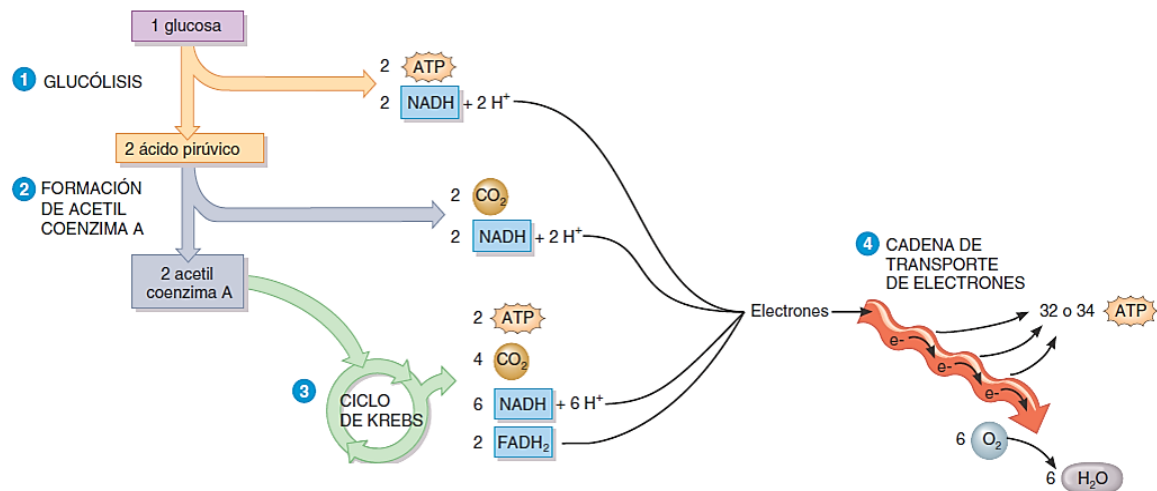 1 glucosa
1 GLUCÓLISIS
2 ATP
2 NADH + 2 H⁺
2 ácido pirúvico
2 FORMACIÓN
DE ACETIL
COENZIMA A
2 CO₂
2 NADH + 2 H⁺
2 acetil
coenzima A
3
CICLO
DE KREBS
2 ATP
4 CO₂
6 NADH + 6 H⁺
2 FADH₂
Electrones
4 CADENA DE
TRANSPORTE
DE ELECTRONES
32 o 34 ATP
e-
e-
e-
6 O₂
6 H₂O